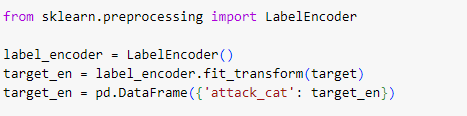 from sklearn.preprocessing import LabelEncoder
label_encoder = LabelEncoder()
target_en = label_encoder.fit_transform(target)
target_en = pd.DataFrame({'attack_cat': target_en})